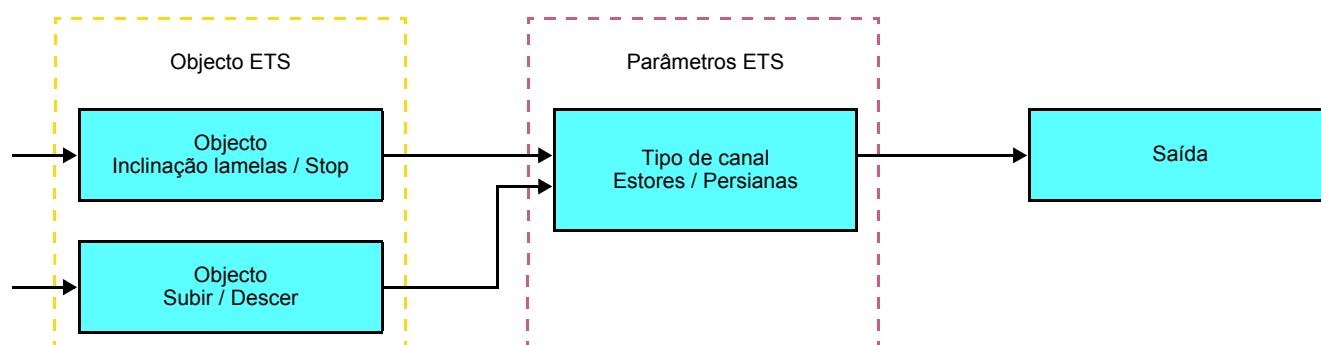 Objecto ETS
Parâmetros ETS
Objecto
Inclinação lamelas / Stop
Tipo de canal
Estores / Persianas
Saída
Objecto
Subir / Descer